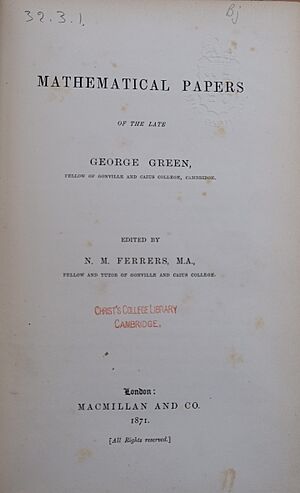 32.3.1.
Bj
MATHEMATICAL PAPERS
OF THE LATE
GEORGE GREEN,
FELLOW OF GONVILLE AND CAIUS COLLEGE, CAMBRIDGE.
EDITED BY
N. M. FERRERS, M.A.,
FELLOW AND TUTOR OF GONVILLE AND CAIUS COLLEGE.
CHRIST'S COLLEGE LIBRARY
CAMBRIDGE.
London:
MACMILLAN AND CO.
1871.
[All Rights reserved.]